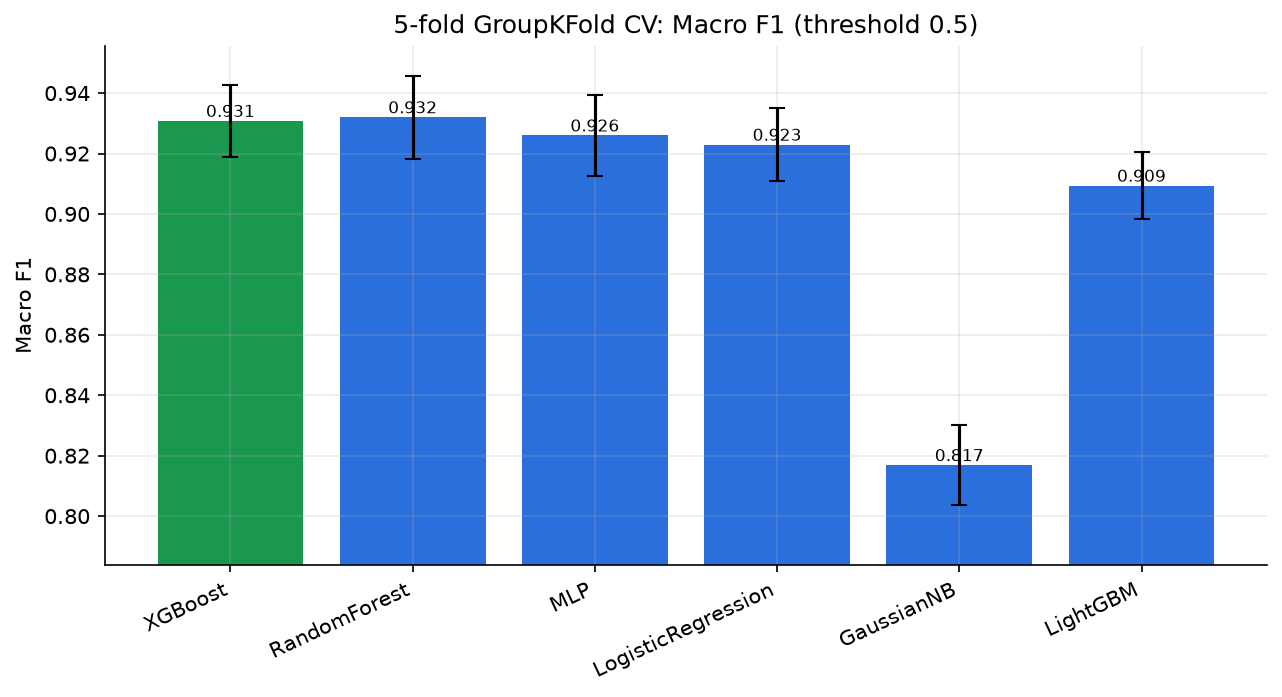 5-fold GroupKFold CV: Macro F1 (threshold 0.5)
Macro F1
0.94
0.92
0.90
0.88
0.86
0.84
0.82
0.80
0.931
0.932
0.926
0.923
0.817
0.909
XGBoost
RandomForest
MLP
LogisticRegression
GaussianNB
LightGBM